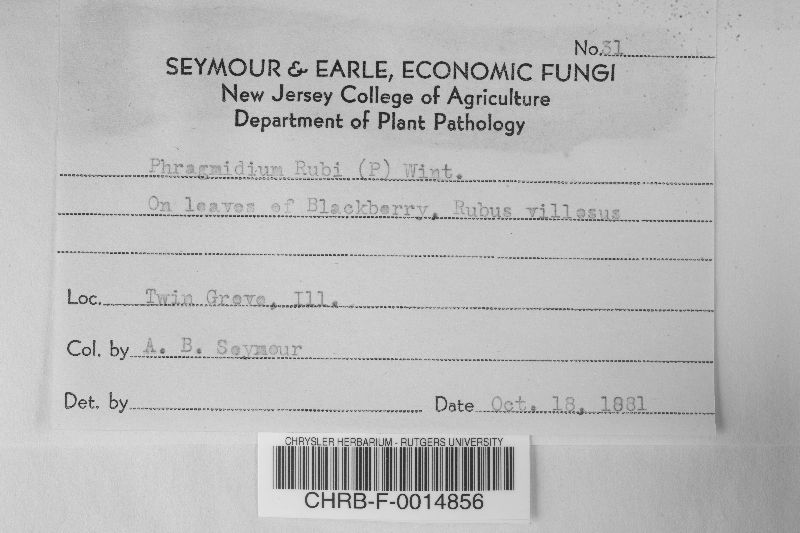 No. 31
SEYMOUR & EARLE, ECONOMIC FUNGI
New Jersey College of Agriculture
Department of Plant Pathology
Phragmidium Rubi (P) Wint.
On leaves of Blackberry, Rubus villosus
Loc. Twin Grove, Ill.
Col. by A. B. Seymour
Det. by
Date Oct. 18, 1881
CHRYSLER HERBARIUM - RUTGERS UNIVERSITY
CHRB-F-0014856